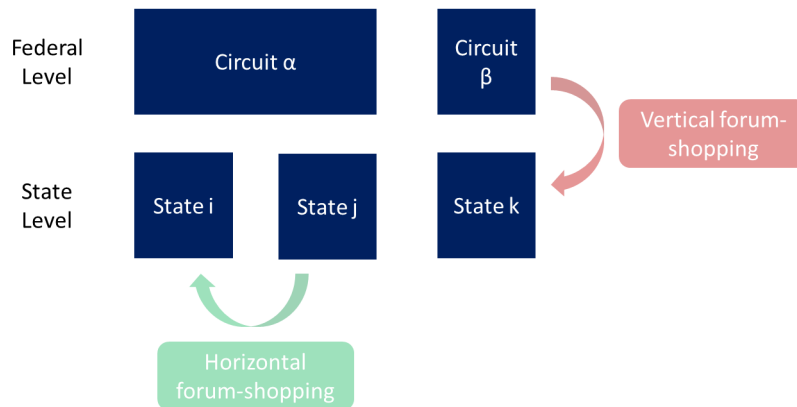 Federal
Level
Circuit α
Circuit
β
Vertical forum-
shopping
State
Level
State i
State j
State k
Horizontal
forum-shopping